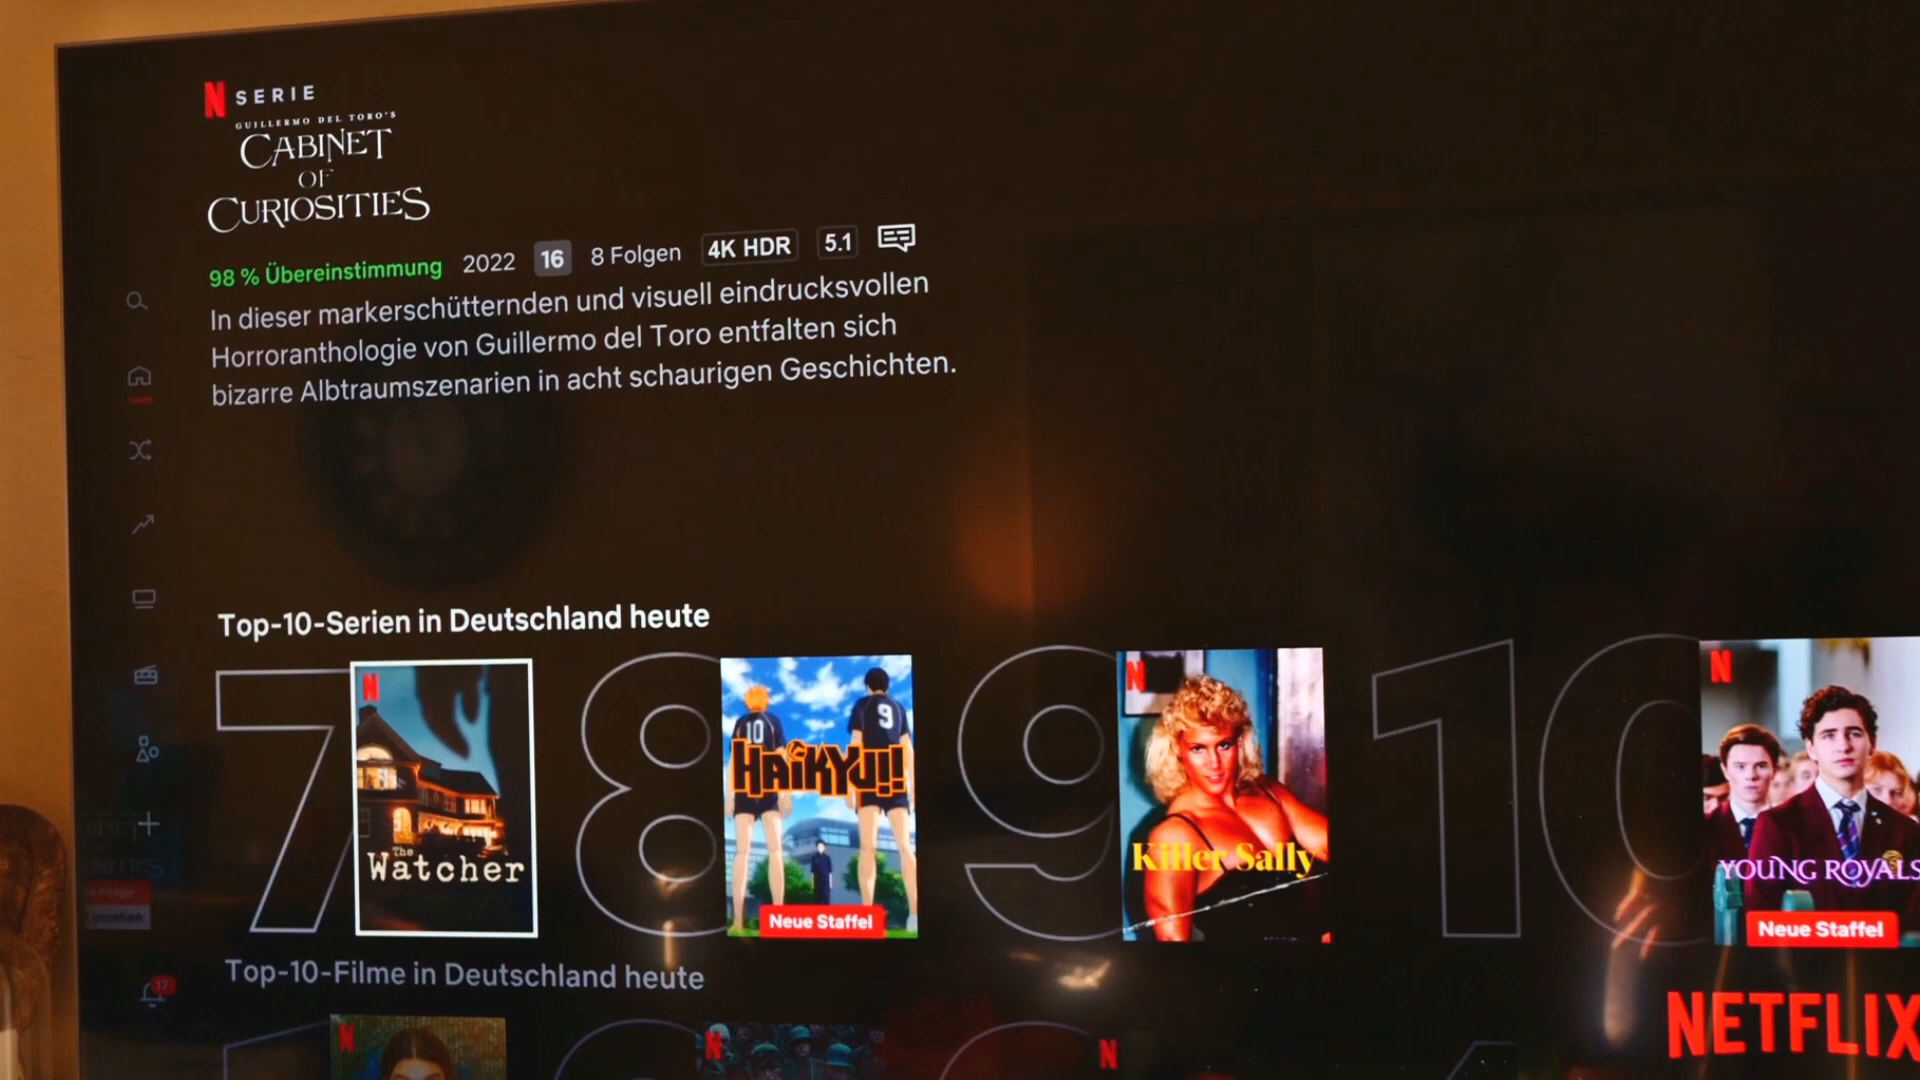 N SERIE
GUILLERMO DEL TORO'S
CABINET
OF
CURIOSITIES
98 % Übereinstimmung 2022 16 8 Folgen 4K HDR 5.1
In dieser markerschütternden und visuell eindrucksvollen
Horroranthologie von Guillermo del Toro entfalten sich
bizarre Albtraumszenarien in acht schaurigen Geschichten.
Top-10-Serien in Deutschland heute
7 8 9 10
N
The
Watcher
10 9
HAIKYU!!
Neue Staffel
N
Killer Sally
N
YOUNG ROYALS
Neue Staffel
17
Top-10-Filme in Deutschland heute
N
N
N
NETFLIX